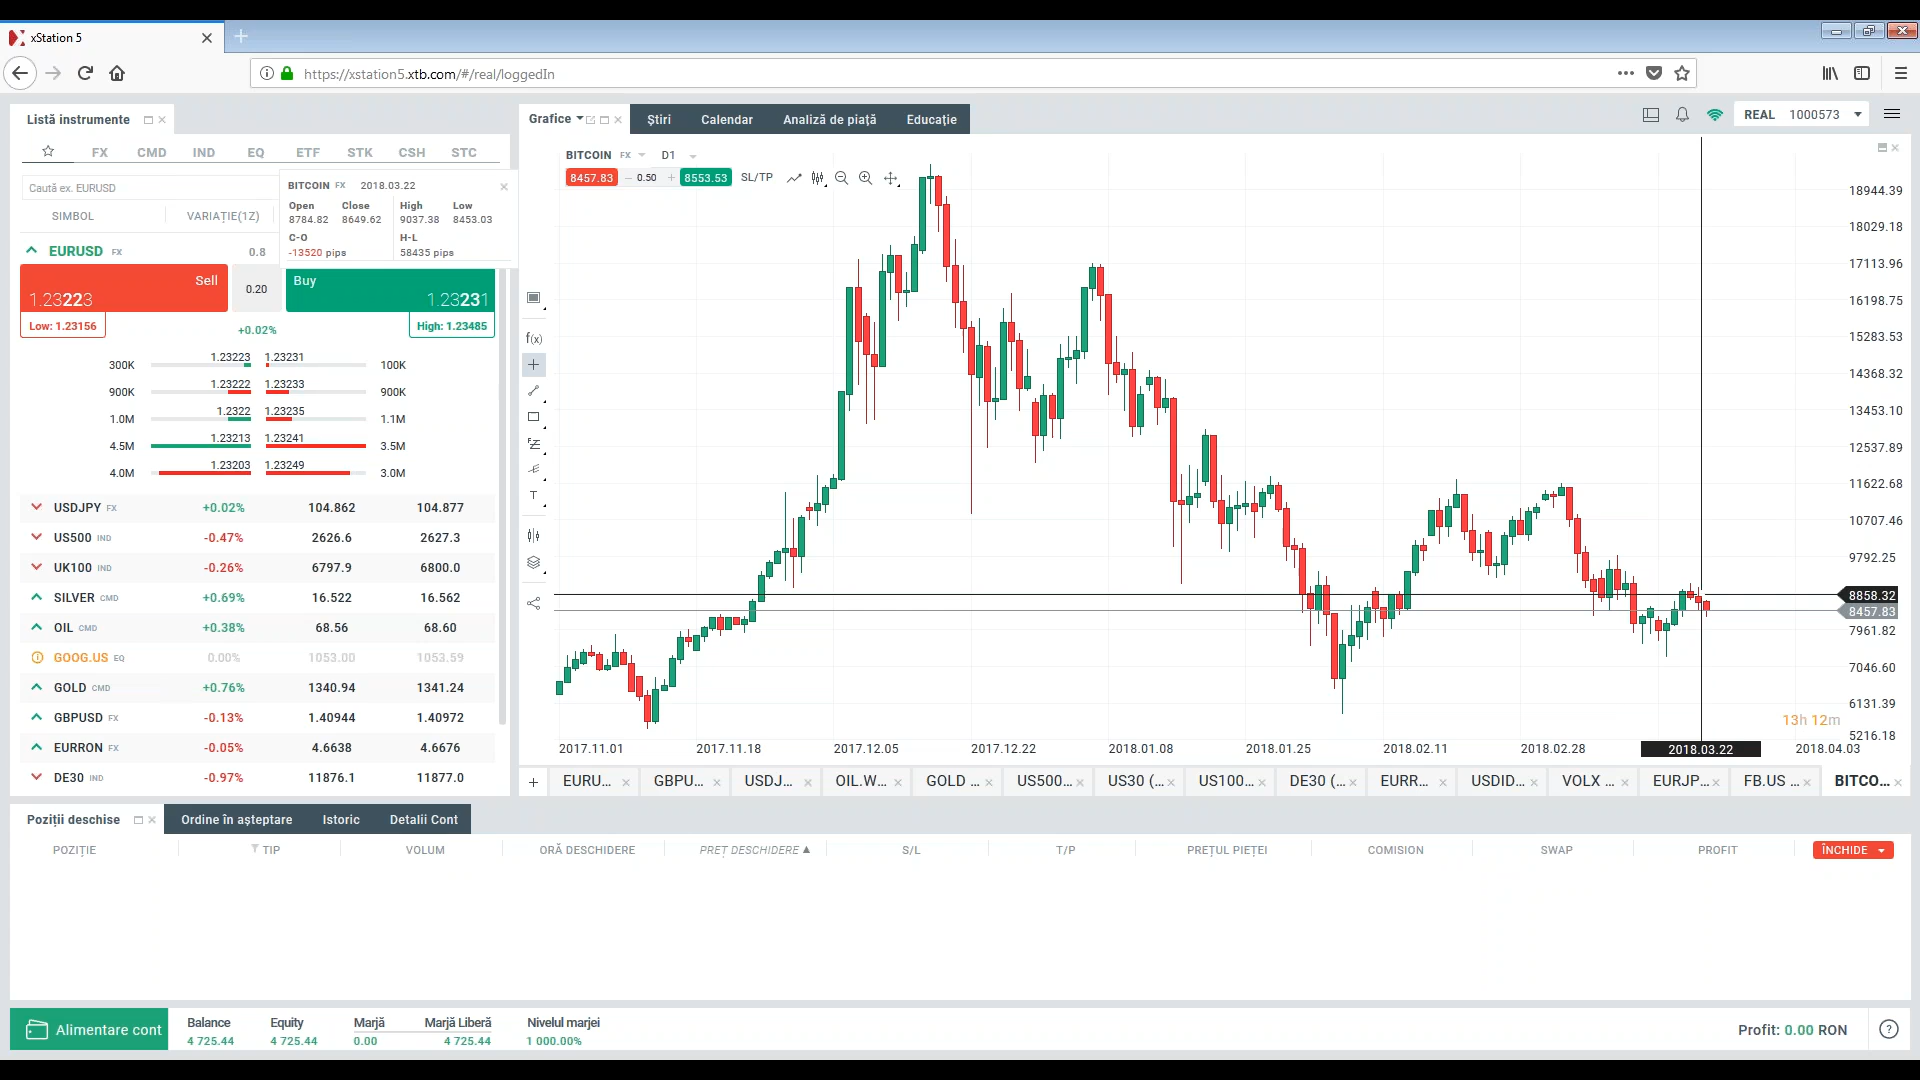 xStation 5
https://xstation5.xtb.com/#/real/loggedIn
Listă instrumente
FX CMD IND EQ ETF STK CSH STC
Caută ex. EURUSD
SIMBOL VARIAȚIE(1Z)
BITCOIN FX 2018.03.22
Open Close High Low
8784.82 8649.62 9037.38 8453.03
C-O H-L
-13520 pips 58435 pips
EURUSD FX 0.8
Sell 1.23223
0.20
Buy 1.23231
Low: 1.23156 +0.02% High: 1.23485
300K 1.23223 1.23231 100K
900K 1.23222 1.23233 900K
1.0M 1.2322 1.23235 1.1M
4.5M 1.23213 1.23241 3.5M
4.0M 1.23203 1.23249 3.0M
USDJPY FX +0.02% 104.862 104.877
US500 IND -0.47% 2626.6 2627.3
UK100 IND -0.26% 6797.9 6800.0
SILVER CMD +0.69% 16.522 16.562
OIL CMD +0.38% 68.56 68.60
GOOG.US EQ 0.00% 1053.00 1053.59
GOLD CMD +0.76% 1340.94 1341.24
GBPUSD FX -0.13% 1.40944 1.40972
EURRON FX -0.05% 4.6638 4.6676
DE30 IND -0.97% 11876.1 11877.0
Grafice Știri Calendar Analiză de piață Educație
REAL 1000573
BITCOIN FX D1
8457.83 0.50 8553.53 SL/TP
f(x)
T
18944.39
18029.18
17113.96
16198.75
15283.53
14368.32
13453.10
12537.89
11622.68
10707.46
9792.25
8858.32
8457.83
7961.82
7046.60
6131.39
5216.18
13h 12m
2017.11.01 2017.11.18 2017.12.05 2017.12.22 2018.01.08 2018.01.25 2018.02.11 2018.02.28 2018.03.22 2018.04.03
EURU... GBPU... USDJ... OIL.W... GOLD ... US500... US30 (... US100... DE30 (... EURR... USDID... VOLX ... EURJP... FB.US ... BITCO...
Poziții deschise Ordine în așteptare Istoric Detalii Cont
POZIȚIE TIP VOLUM ORĂ DESCHIDERE PREȚ DESCHIDERE S/L T/P PREȚUL PIEȚEI COMISION SWAP PROFIT ÎNCHIDE
Alimentare cont
Balance Equity Marjă Marjă Liberă Nivelul marjei
4 725.44 4 725.44 0.00 4 725.44 1 000.00%
Profit: 0.00 RON